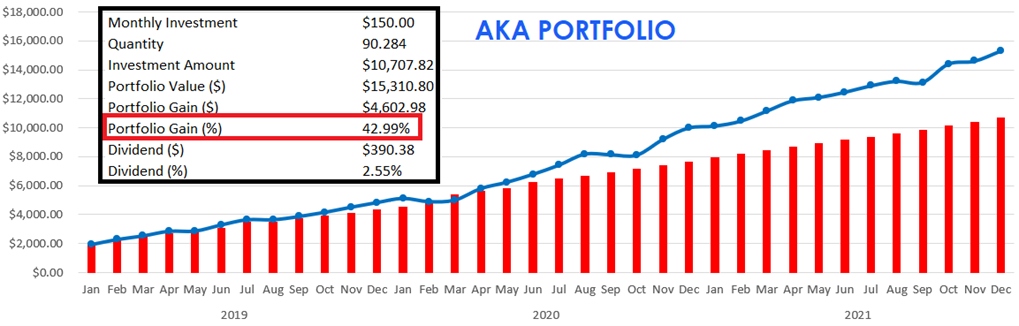 AKA PORTFOLIO
Monthly Investment $150.00
Quantity 90.284
Investment Amount $10,707.82
Portfolio Value ($) $15,310.80
Portfolio Gain ($) $4,602.98
Portfolio Gain (%) 42.99%
Dividend ($) $390.38
Dividend (%) 2.55%
$18,000.00
$16,000.00
$14,000.00
$12,000.00
$10,000.00
$8,000.00
$6,000.00
$4,000.00
$2,000.00
$0.00
Jan Feb Mar Apr May Jun Jul Aug Sep Oct Nov Dec Jan Feb Mar Apr May Jun Jul Aug Sep Oct Nov Dec Jan Feb Mar Apr May Jun Jul Aug Sep Oct Nov Dec
2019 2020 2021